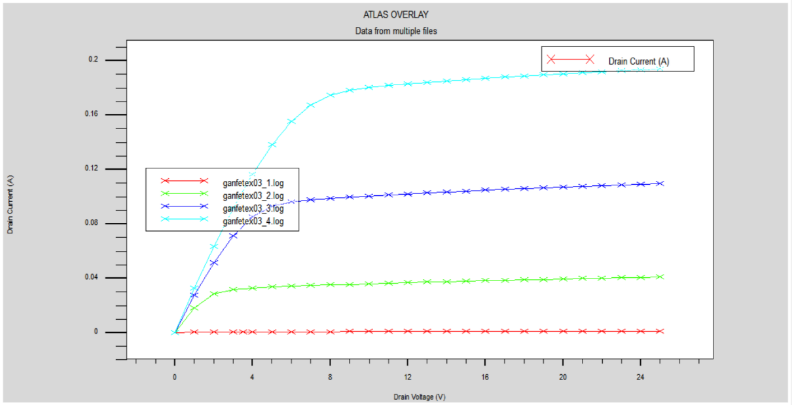 ATLAS OVERLAY
Data from multiple files
Drain Current (A)
0.2
0.16
0.12
0.08
0.04
0
Drain Current (A)
ganfetex03_1.log
ganfetex03_2.log
ganfetex03_3.log
ganfetex03_4.log
0 4 8 12 16 20 24
Drain Voltage (V)